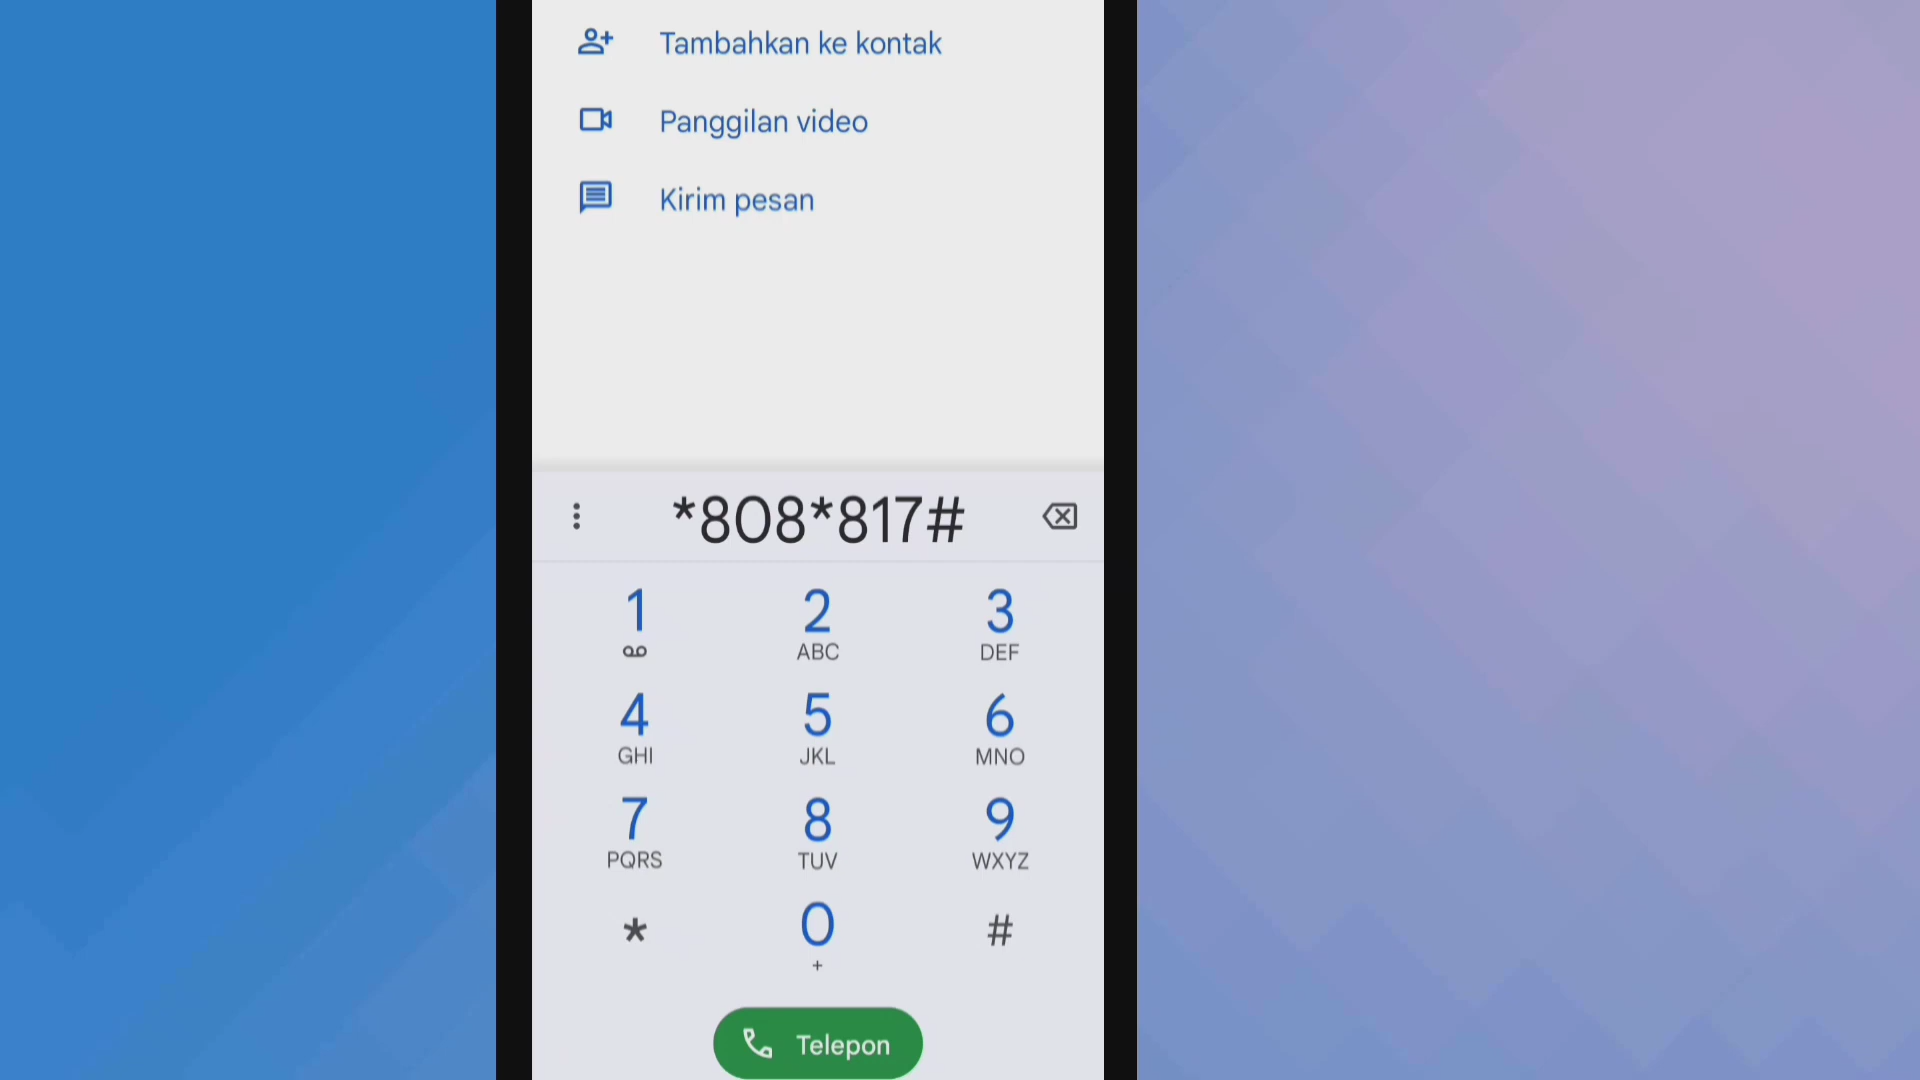 Tambahkan ke kontak
Panggilan video
Kirim pesan
*808*817#
1 2 3
ABC DEF
4 5 6
GHI JKL MNO
7 8 9
PQRS TUV WXYZ
* 0 #
+
Telepon